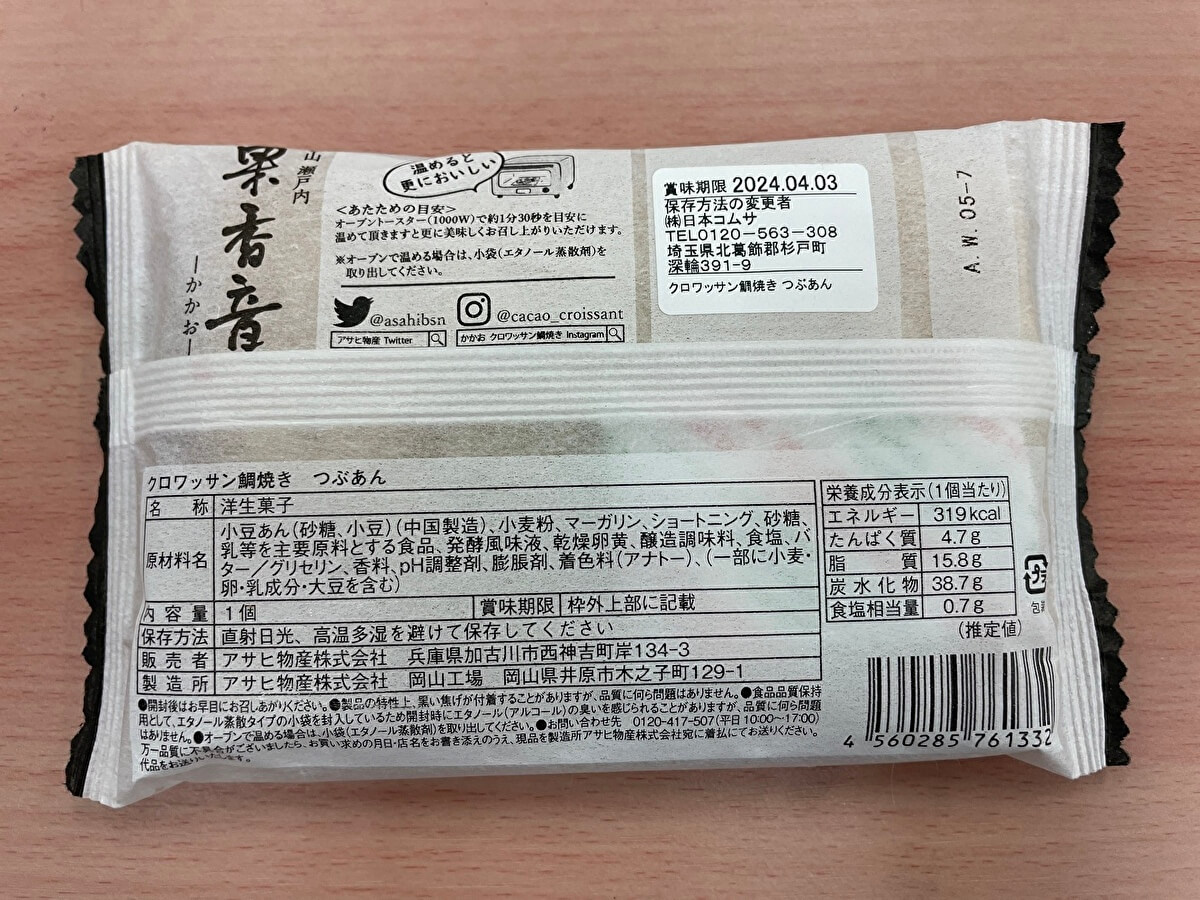 山 瀬戸内
果香音
ーかかおー
温めると
更においしい
<あたための目安>
オーブントースター(1000W)で約1分30秒を目安に
温めて頂きますと更に美味しくお召し上がりいただけます。
※オーブンで温める場合は、小袋(エタノール蒸散剤)を
取り出してください。
@asahibsn
@cacao_croissant
アサヒ物産 Twitter
かかお クロワッサン鯛焼き Instagram
賞味期限 2024.04.03
保存方法の変更者
㈱日本コムサ
TEL0120-563-308
埼玉県北葛飾郡杉戸町
深輪391-9
クロワッサン鯛焼き つぶあん
A.W. 05-7
クロワッサン鯛焼き つぶあん
名称 洋生菓子
原材料名 小豆あん(砂糖、小豆)(中国製造)、小麦粉、マーガリン、ショートニング、砂糖、
乳等を主要原料とする食品、発酵風味液、乾燥卵黄、醸造調味料、食塩、バ
ター/グリセリン、香料、pH調整剤、膨脹剤、着色料(アナトー)、(一部に小麦・
卵・乳成分・大豆を含む)
内容量 1個 賞味期限 枠外上部に記載
保存方法 直射日光、高温多湿を避けて保存してください
販売者 アサヒ物産株式会社 兵庫県加古川市西神吉町岸134-3
製造所 アサヒ物産株式会社 岡山工場 岡山県井原市木之子町129-1
●開封後はお早目にお召しあがりください。●製品の特性上、黒い焦げが付着することがありますが、品質に何ら問題はありません。●食品品質保持
用として、エタノール蒸散タイプの小袋を封入しているため開封時にエタノール(アルコール)の臭いを感じられることがありますが、品質に何ら問題
はありません。●オーブンで温める場合は、小袋(エタノール蒸散剤)を取り出してください。●お問い合わせ先 0120-417-507(平日10:00〜17:00)
万一品質に不具合がございましたら、お買い求めの月日・店名をお書き添えのうえ、現品を製造所アサヒ物産株式会社宛に着払にてお送りください。
代品をお送りいたします。
栄養成分表示(1個当たり)
エネルギー 319kcal
たんぱく質 4.7g
脂質 15.8g
炭水化物 38.7g
食塩相当量 0.7g
(推定値)
プラ
包
4 560285 761332